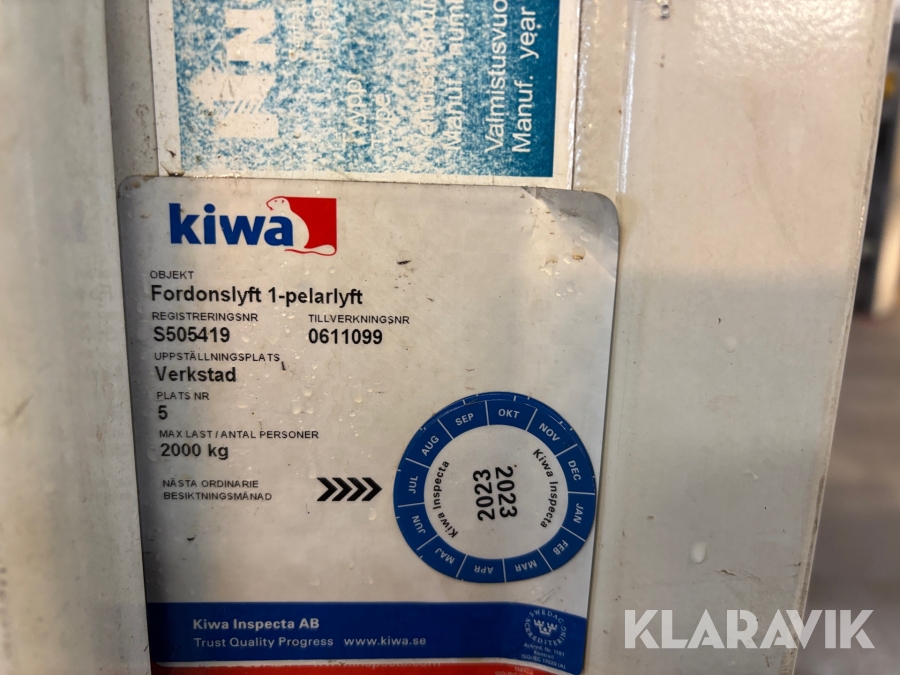 Valmistusvuo
Manuf. year
kiwa
OBJEKT
Fordonslyft 1-pelarlyft
REGISTRERINGSNR TILLVERKNINGSNR
S505419 0611099
UPPSTÄLLNINGSPLATS
Verkstad
PLATS NR
5
MAX LAST / ANTAL PERSONER
2000 kg
NÄSTA ORDINARIE
BESIKTNINGSMÅNAD
JAN FEB MAR APR MAJ JUN JUL AUG SEP OKT NOV DEC
Kiwa Inspecta
Kiwa Inspecta
2023
2023
Kiwa Inspecta AB
Trust Quality Progress www.kiwa.se
SWEDAC
ACKREDITERING
KLARAVIK